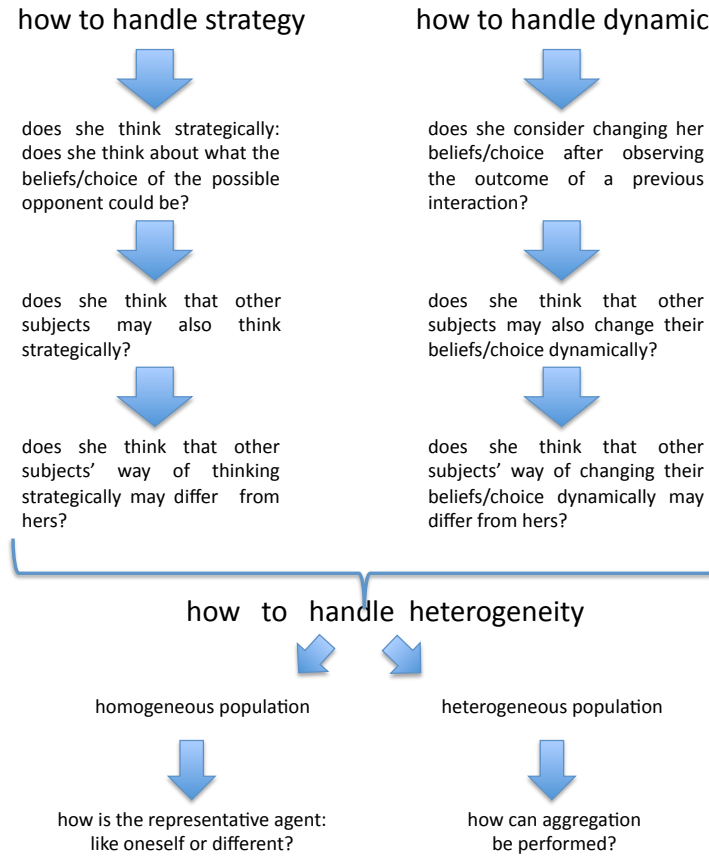 how to handle strategy
does she think strategically:
does she think about what the
beliefs/choice of the possible
opponent could be?
does she think that other
subjects may also think
strategically?
does she think that other
subjects' way of thinking
strategically may differ from
hers?
how to handle dynamic
does she consider changing her
beliefs/choice after observing
the outcome of a previous
interaction?
does she think that other
subjects may also change their
beliefs/choice dynamically?
does she think that other
subjects' way of changing their
beliefs/choice dynamically may
differ from hers?
how to handle heterogeneity
homogeneous population
how is the representative agent:
like oneself or different?
heterogeneous population
how can aggregation
be performed?